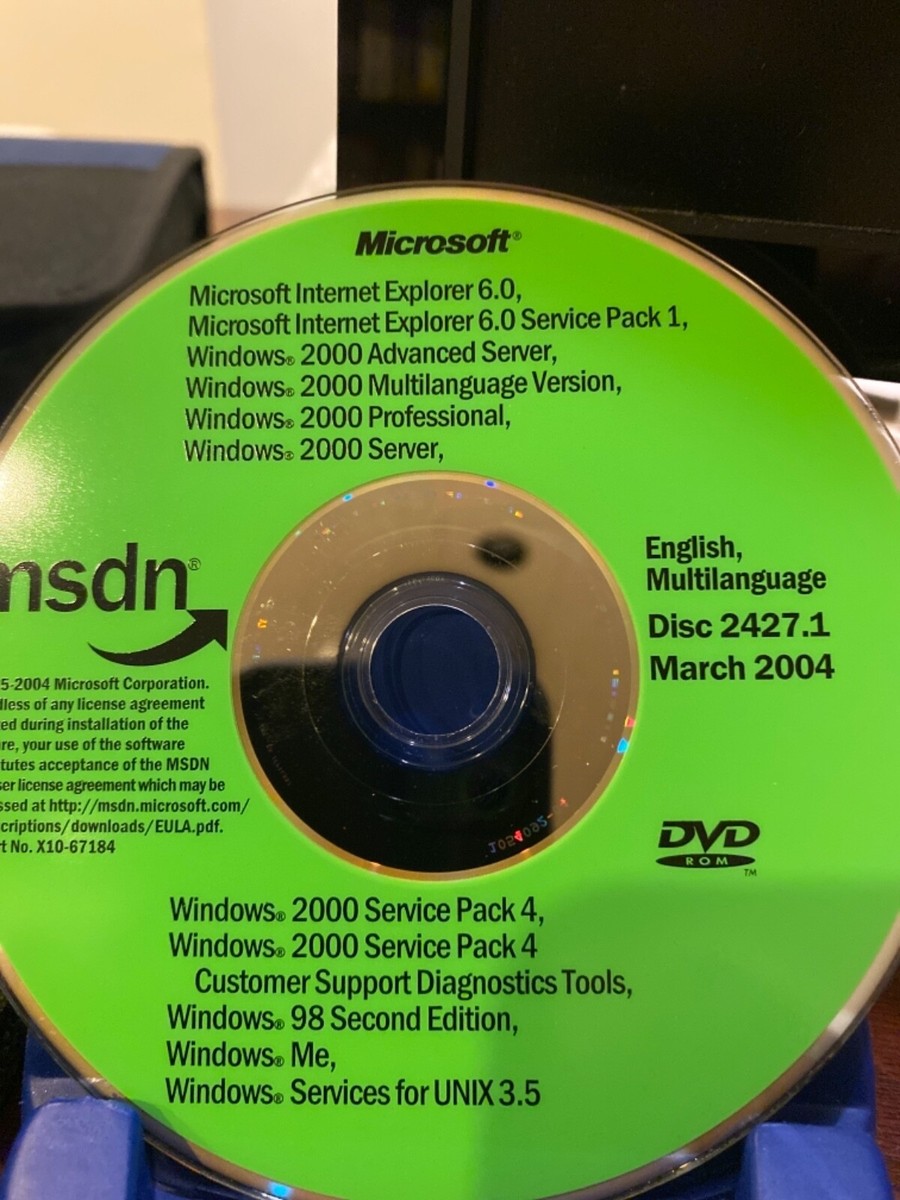 Microsoft®
Microsoft Internet Explorer 6.0,
Microsoft Internet Explorer 6.0 Service Pack 1,
Windows® 2000 Advanced Server,
Windows® 2000 Multilanguage Version,
Windows® 2000 Professional,
Windows® 2000 Server,
msdn®
English,
Multilanguage
Disc 2427.1
March 2004
5-2004 Microsoft Corporation.
dless of any license agreement
ed during installation of the
re, your use of the software
tutes acceptance of the MSDN
ser license agreement which may be
ssed at http://msdn.microsoft.com/
criptions/downloads/EULA.pdf.
rt No. X10-67184
DVD
ROM
TM
Windows® 2000 Service Pack 4,
Windows® 2000 Service Pack 4
Customer Support Diagnostics Tools,
Windows® 98 Second Edition,
Windows® Me,
Windows® Services for UNIX 3.5